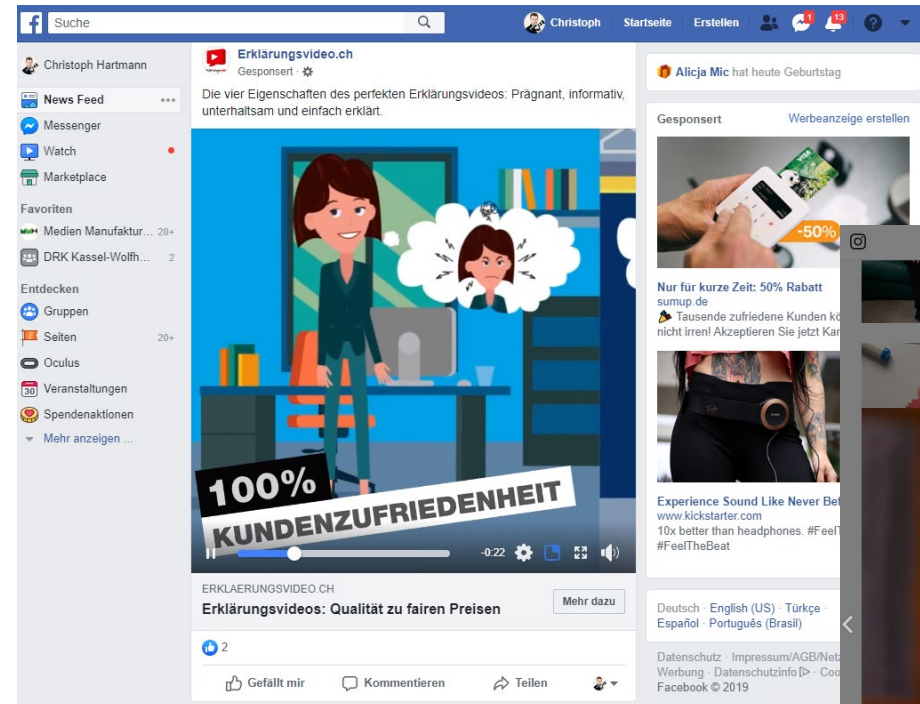 Suche
Christoph
Startseite
Erstellen
1
13
Christoph Hartmann
News Feed
Messenger
Watch
Marketplace
Favoriten
Medien Manufaktur... 20+
DRK Kassel-Wolfh... 2
Entdecken
Gruppen
Seiten 20+
Oculus
30 Veranstaltungen
Spendenaktionen
Mehr anzeigen ...
Erklärungsvideo.ch
Gesponsert ·
Die vier Eigenschaften des perfekten Erklärungsvideos: Prägnant, informativ,
unterhaltsam und einfach erklärt.
100%
KUNDENZUFRIEDENHEIT
-0:22
ERKLAERUNGSVIDEO.CH
Erklärungsvideos: Qualität zu fairen Preisen
Mehr dazu
2
Gefällt mir
Kommentieren
Teilen
Alicja Mic hat heute Geburtstag
Gesponsert
Werbeanzeige erstellen
VISA
-50%
Nur für kurze Zeit: 50% Rabatt
sumup.de
Tausende zufriedene Kunden kö
nicht irren! Akzeptieren Sie jetzt Kar
Experience Sound Like Never Bef
www.kickstarter.com
10x better than headphones. #FeelT
#FeelTheBeat
Deutsch · English (US) · Türkçe ·
Español · Português (Brasil)
Datenschutz · Impressum/AGB/Netz
Werbung · Datenschutzinfo · Coo
Facebook © 2019